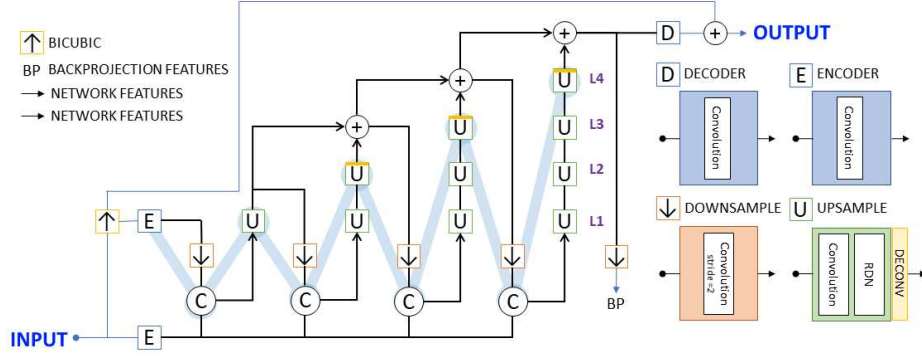 BICUBIC
BP BACKPROJECTION FEATURES
NETWORK FEATURES
NETWORK FEATURES
D
OUTPUT
U L4
D DECODER
E ENCODER
Convolution
Convolution
U U L3
U U U L2
E U U U U L1
DOWNSAMPLE
U UPSAMPLE
Convolution
stride =2
Convolution
RDN
DECONV
C C C C
BP
INPUT E